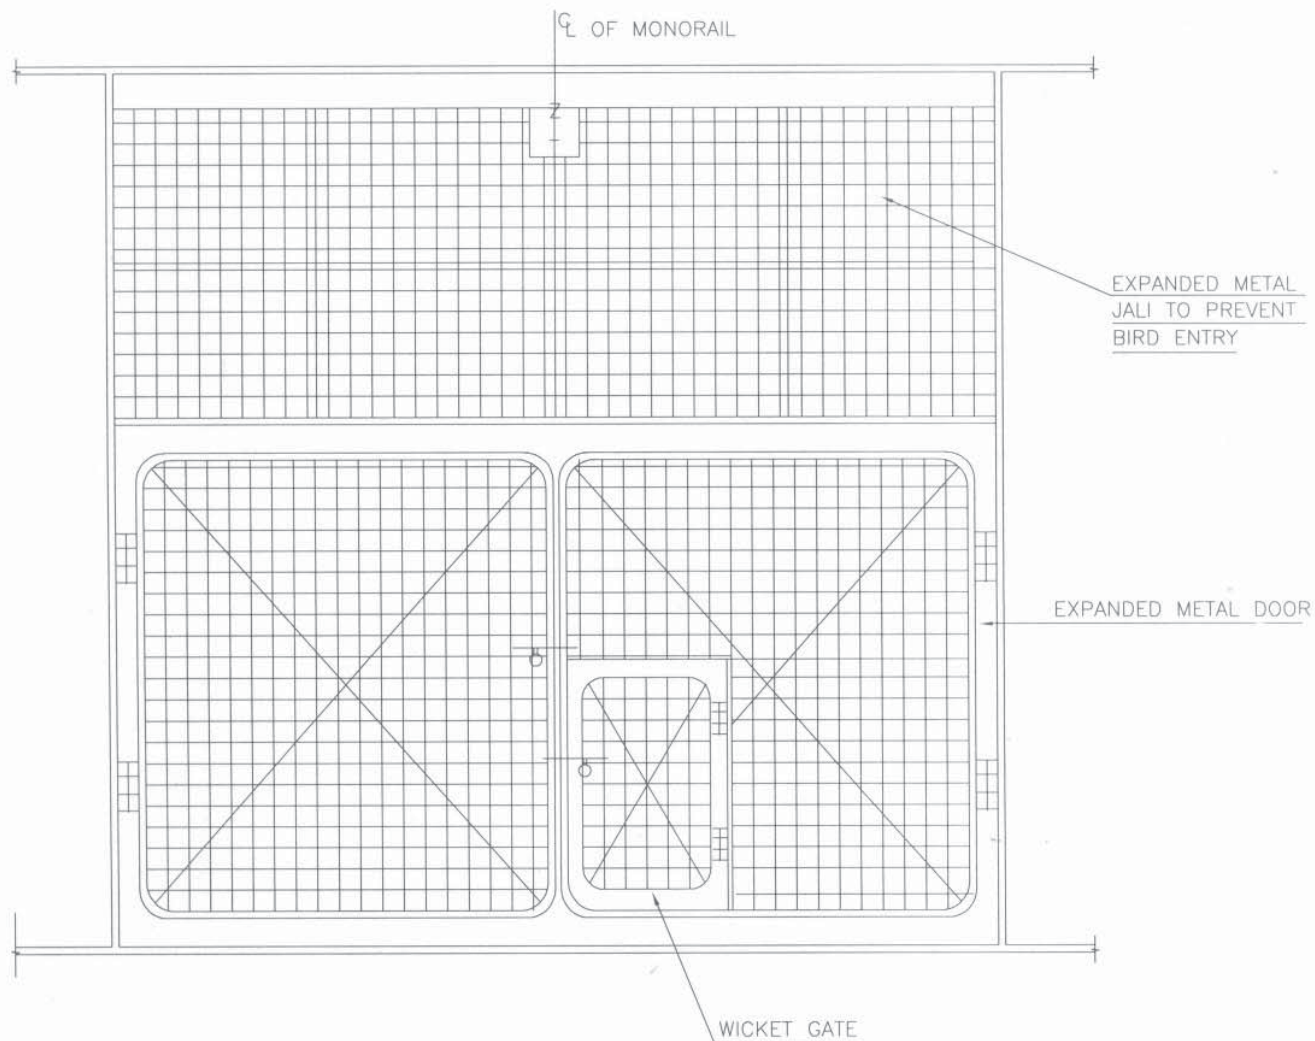 ℄ OF MONORAIL
Z
EXPANDED METAL
JALI TO PREVENT
BIRD ENTRY
EXPANDED METAL DOOR
WICKET GATE